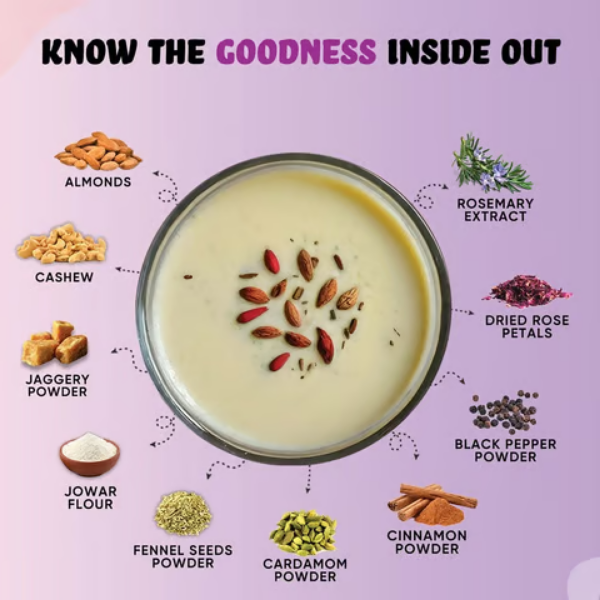 KNOW THE GOODNESS INSIDE OUT
ALMONDS
ROSEMARY
EXTRACT
CASHEW
DRIED ROSE
PETALS
JAGGERY
POWDER
BLACK PEPPER
POWDER
JOWAR
FLOUR
CINNAMON
POWDER
FENNEL SEEDS
POWDER
CARDAMOM
POWDER